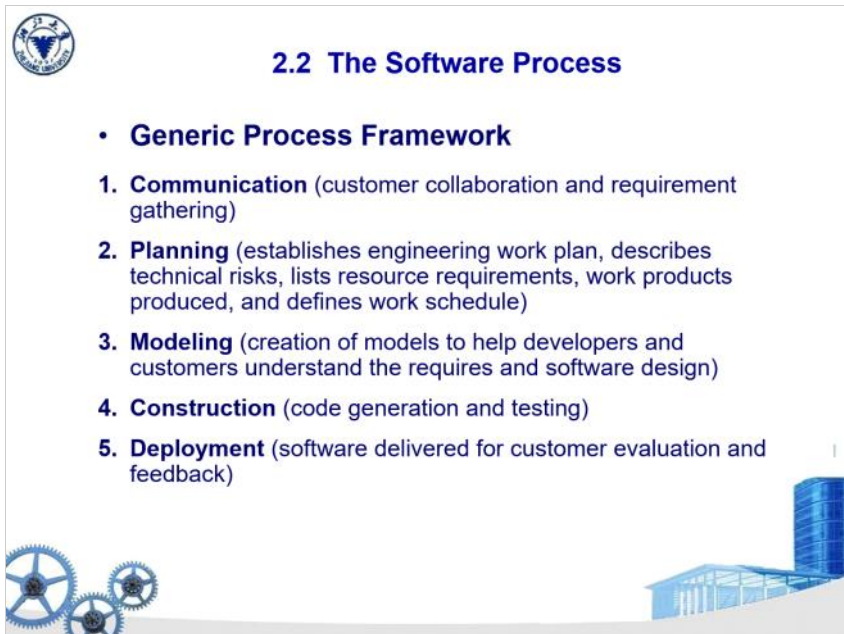 ZHEJIANG UNIVERSITY
2.2 The Software Process
• Generic Process Framework
1. Communication (customer collaboration and requirement
gathering)
2. Planning (establishes engineering work plan, describes
technical risks, lists resource requirements, work products
produced, and defines work schedule)
3. Modeling (creation of models to help developers and
customers understand the requires and software design)
4. Construction (code generation and testing)
5. Deployment (software delivered for customer evaluation and
feedback)